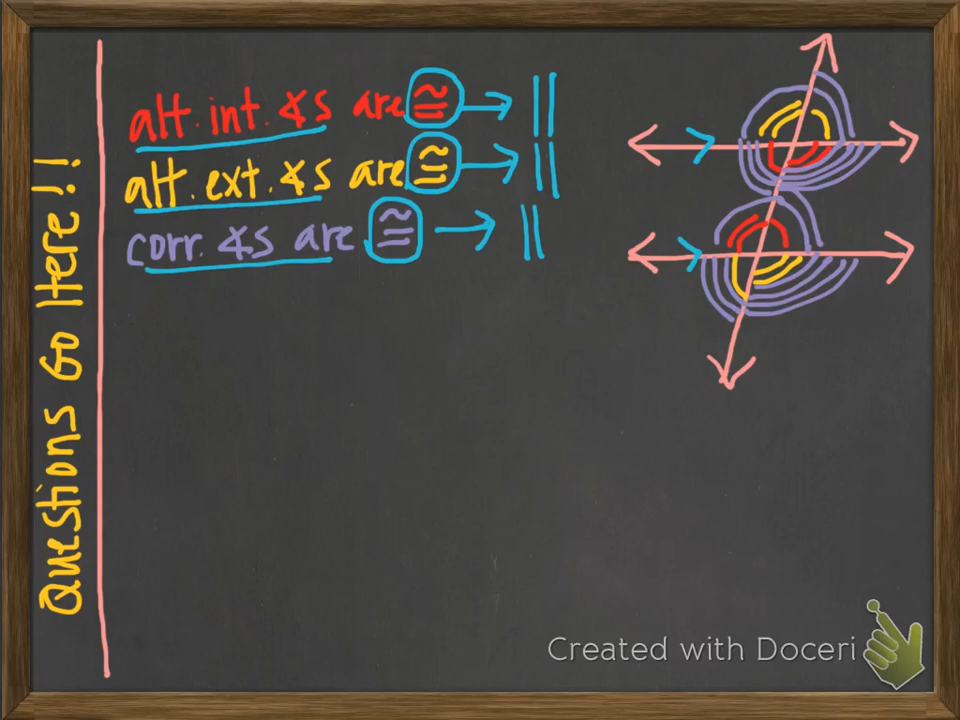 Questions Go Here!!
alt. int. ∢s are ≅ → ||
alt. ext. ∢s are ≅ → ||
corr. ∢s are ≅ → ||
Created with Doceri